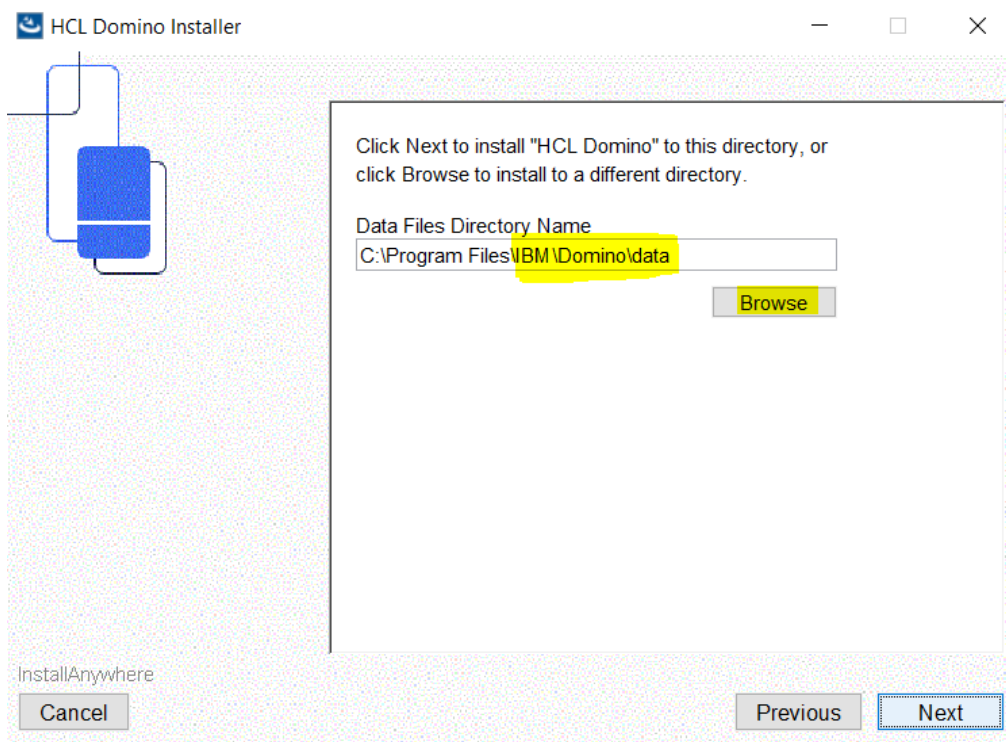 HCL Domino Installer
Click Next to install "HCL Domino" to this directory, or
click Browse to install to a different directory.
Data Files Directory Name
C:\Program Files\IBM\Domino\data
Browse
InstallAnywhere
Cancel
Previous
Next